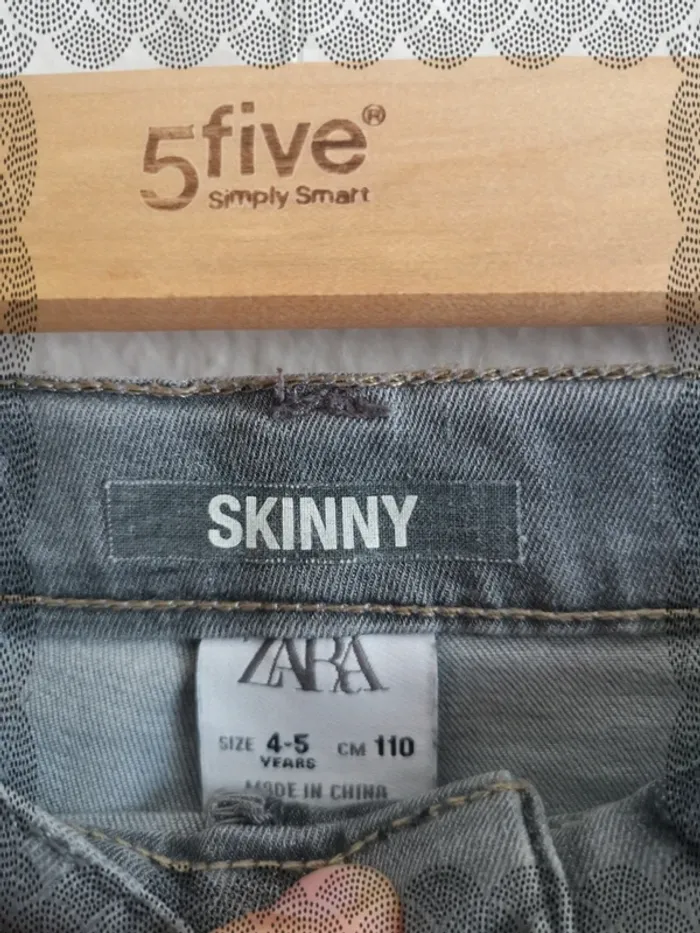 5five®
Simply Smart
SKINNY
ZARA
SIZE 4-5 CM 110
YEARS
MADE IN CHINA